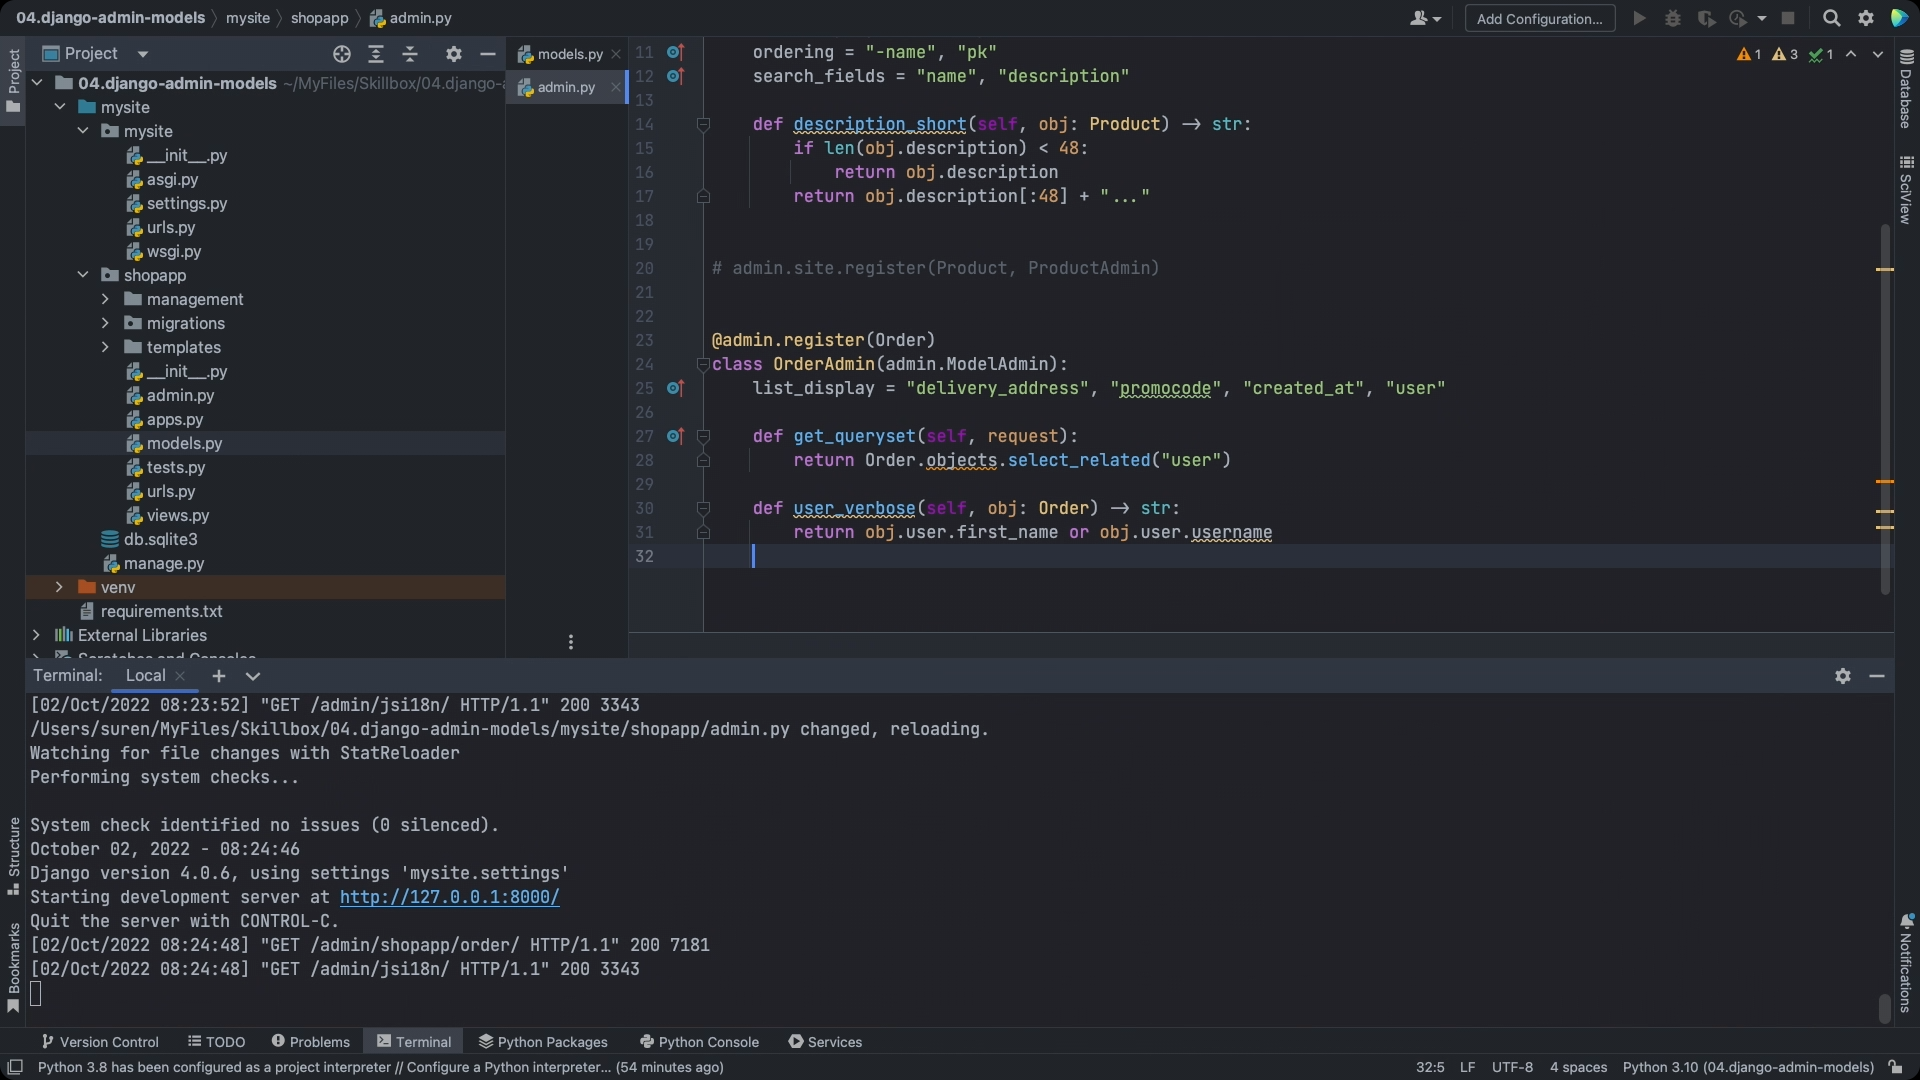 04.django-admin-models
mysite
shopapp
admin.py
Add Configuration...
Project
Project
04.django-admin-models ~/MyFiles/Skillbox/04.django-
mysite
mysite
__init__.py
asgi.py
settings.py
urls.py
wsgi.py
shopapp
management
migrations
templates
__init__.py
admin.py
apps.py
models.py
tests.py
urls.py
views.py
db.sqlite3
manage.py
venv
requirements.txt
External Libraries
Scratches and Consoles
models.py
admin.py
1 3 1
11 ordering = "-name", "pk"
12 search_fields = "name", "description"
13
14 def description_short(self, obj: Product) → str:
15 if len(obj.description) < 48:
16 return obj.description
17 return obj.description[:48] + "..."
18
19
20 # admin.site.register(Product, ProductAdmin)
21
22
23 @admin.register(Order)
24 class OrderAdmin(admin.ModelAdmin):
25 list_display = "delivery_address", "promocode", "created_at", "user"
26
27 def get_queryset(self, request):
28 return Order.objects.select_related("user")
29
30 def user_verbose(self, obj: Order) → str:
31 return obj.user.first_name or obj.user.username
32
Database
SciView
Notifications
Structure
Bookmarks
Terminal: Local
[02/Oct/2022 08:23:52] "GET /admin/jsi18n/ HTTP/1.1" 200 3343
/Users/suren/MyFiles/Skillbox/04.django-admin-models/mysite/shopapp/admin.py changed, reloading.
Watching for file changes with StatReloader
Performing system checks...
System check identified no issues (0 silenced).
October 02, 2022 - 08:24:46
Django version 4.0.6, using settings 'mysite.settings'
Starting development server at http://127.0.0.1:8000/
Quit the server with CONTROL-C.
[02/Oct/2022 08:24:48] "GET /admin/shopapp/order/ HTTP/1.1" 200 7181
[02/Oct/2022 08:24:48] "GET /admin/jsi18n/ HTTP/1.1" 200 3343
Version Control
TODO
Problems
Terminal
Python Packages
Python Console
Services
Python 3.8 has been configured as a project interpreter // Configure a Python interpreter... (54 minutes ago)
32:5 LF UTF-8 4 spaces Python 3.10 (04.django-admin-models)